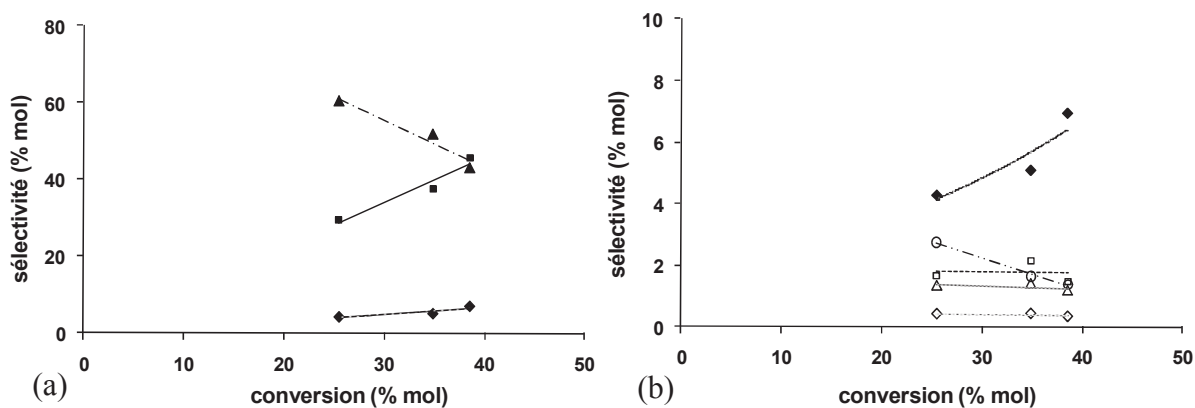 sélectivité (% mol)
80
60
40
20
0
0 10 20 30 40 50
conversion (% mol)
(a)
sélectivité (% mol)
10
8
6
4
2
0
0 10 20 30 40 50
conversion (% mol)
(b)